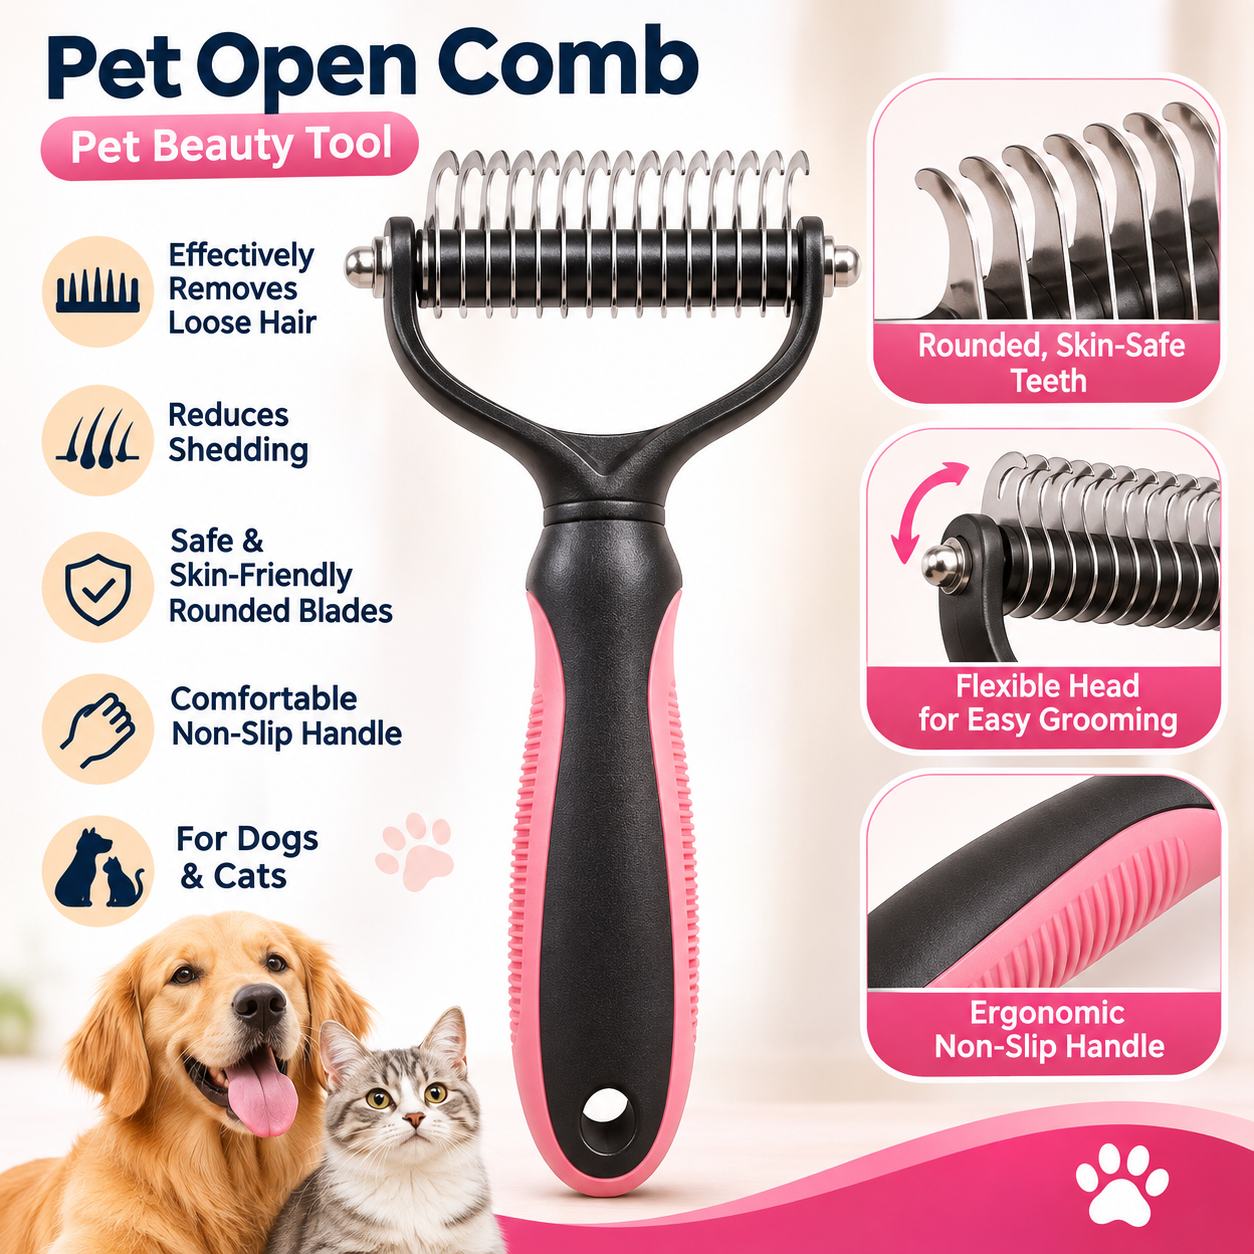 Pet Open Comb
Pet Beauty Tool
Effectively
Removes
Loose Hair
Reduces
Shedding
Safe &
Skin-Friendly
Rounded Blades
Comfortable
Non-Slip Handle
For Dogs
& Cats
Rounded, Skin-Safe
Teeth
Flexible Head
for Easy Grooming
Ergonomic
Non-Slip Handle